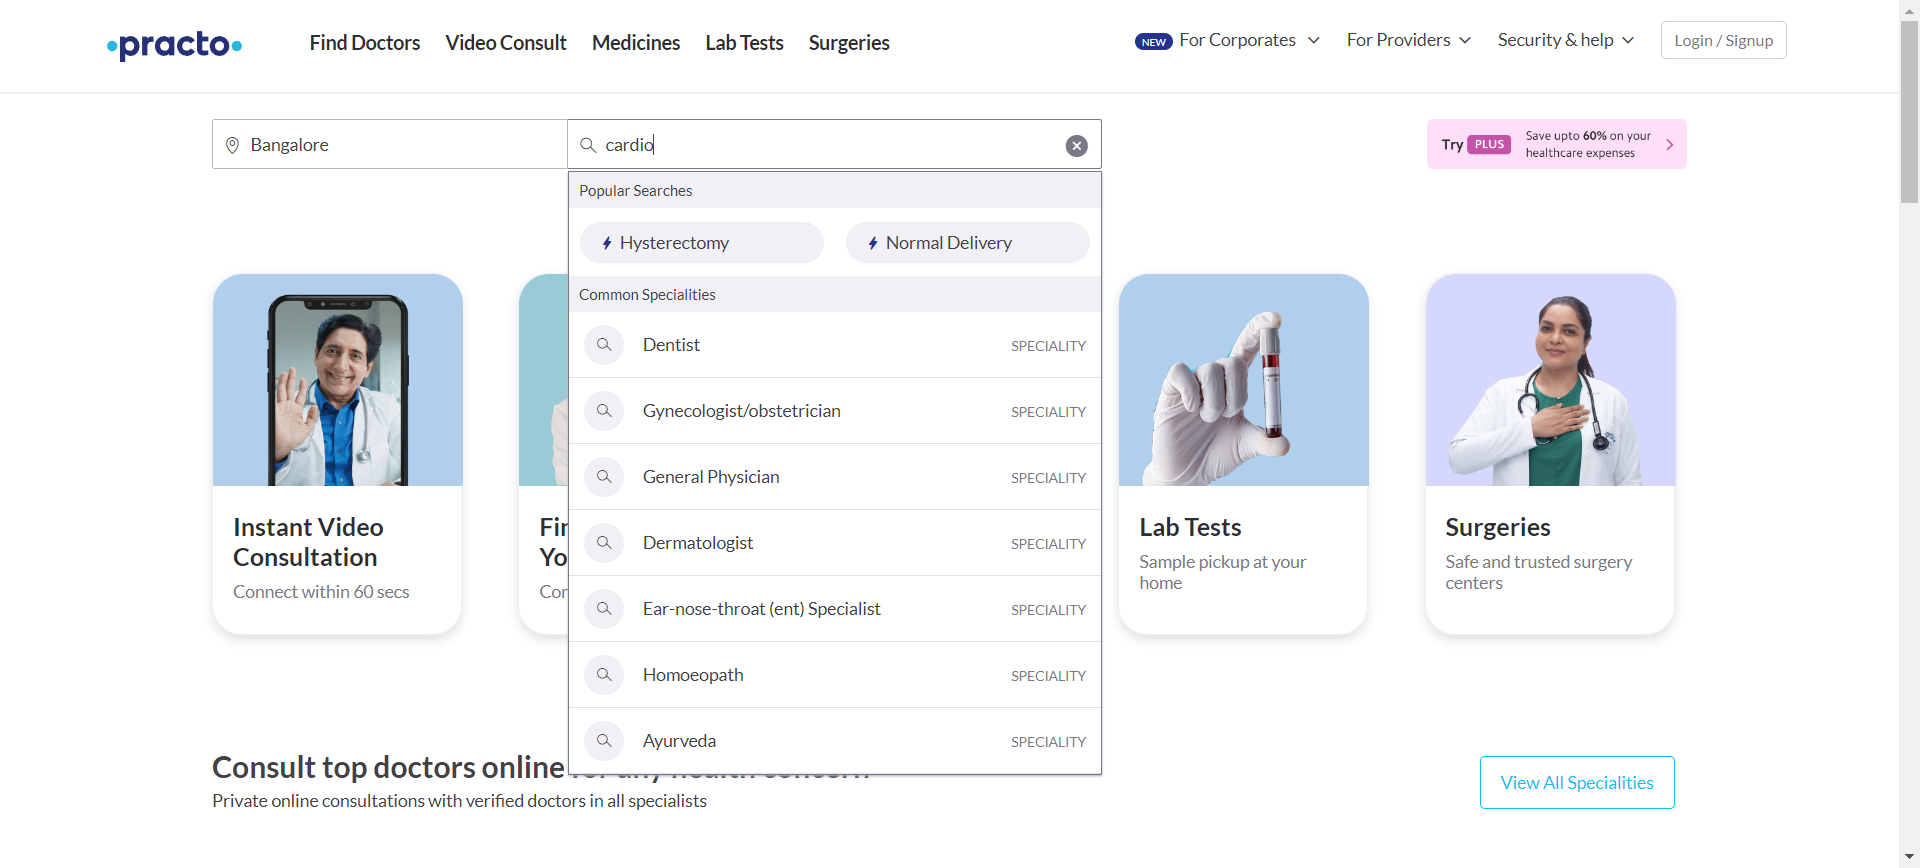 practo
Find Doctors
Video Consult
Medicines
Lab Tests
Surgeries
NEW
For Corporates
For Providers
Security & help
Login / Signup
Bangalore
cardio
Try PLUS
Save upto 60% on your
healthcare expenses
Popular Searches
Hysterectomy
Normal Delivery
Common Specialities
Dentist
SPECIALITY
Gynecologist/obstetrician
SPECIALITY
General Physician
SPECIALITY
Dermatologist
SPECIALITY
Ear-nose-throat (ent) Specialist
SPECIALITY
Homoeopath
SPECIALITY
Ayurveda
SPECIALITY
Instant Video
Consultation
Connect within 60 secs
Lab Tests
Sample pickup at your
home
Surgeries
Safe and trusted surgery
centers
Consult top doctors online for any health concern
Private online consultations with verified doctors in all specialists
View All Specialities